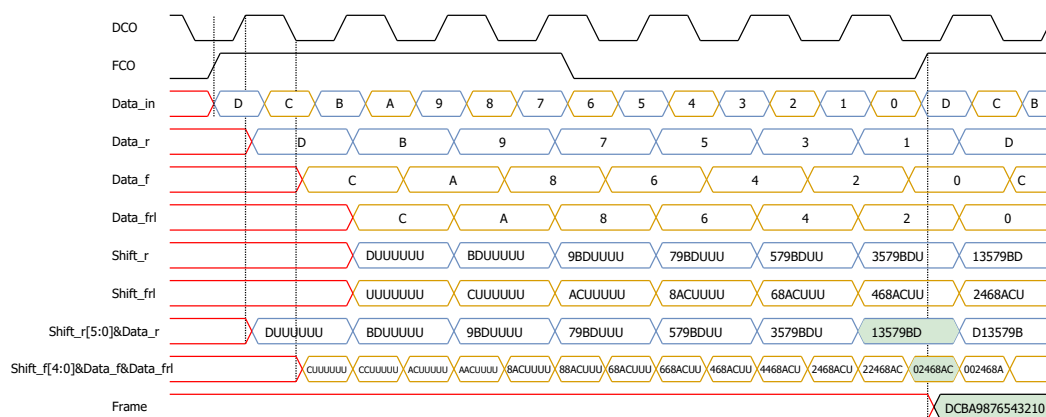 DCO
FCO
Data_in D C B A 9 8 7 6 5 4 3 2 1 0 D C B
Data_r D B 9 7 5 3 1 D
Data_f C A 8 6 4 2 0 C
Data_frl C A 8 6 4 2 0
Shift_r DUUUUUU BDUUUUU 9BDUUUU 79BDUUU 579BDUU 3579BDU 13579BD
Shift_frl UUUUUUU CUUUUUU ACUUUUU 8ACUUUU 68ACUUU 468ACUU 2468ACU
Shift_r[5:0]&Data_r DUUUUUU BDUUUUU 9BDUUUU 79BDUUU 579BDUU 3579BDU 13579BD D13579B
Shift_f[4:0]&Data_f&Data_frl CUUUUUU CCUUUUU ACUUUUU AACUUUU 8ACUUUU 88ACUUU 68ACUUU 668ACUU 468ACUU 4468ACU 2468ACU 22468AC 02468AC 002468A
Frame DCBA9876543210